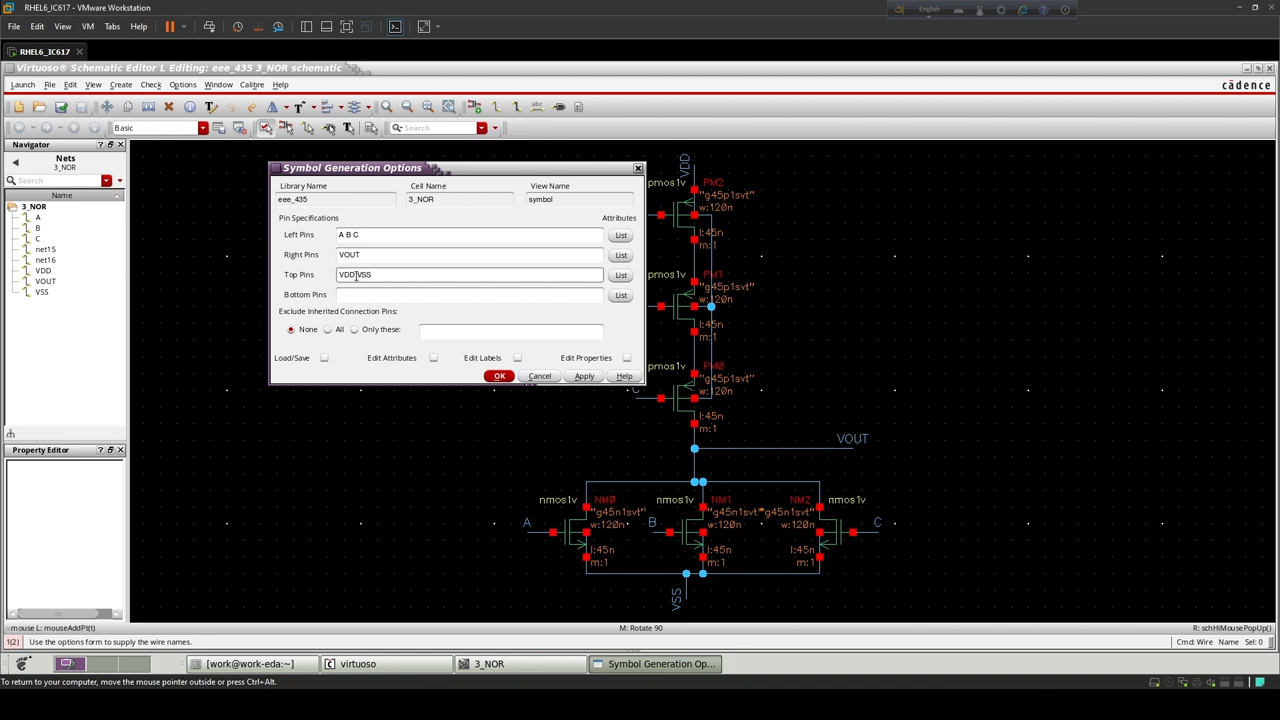 RHEL6_IC617 - VMware Workstation
English
File Edit View VM Tabs Help
RHEL6_IC617
Virtuoso® Schematic Editor L Editing: eee_435 3_NOR schematic
Launch File Edit View Create Check Options Window Calibre Help
cādence
Basic
Search
Navigator
Nets
3_NOR
Search
Name
3_NOR
A
B
C
net15
net16
VDD
VOUT
VSS
Property Editor
Symbol Generation Options
Library Name Cell Name View Name
eee_435 3_NOR symbol
Pin Specifications Attributes
Left Pins A B C List
Right Pins VOUT List
Top Pins VDD VSS List
Bottom Pins List
Exclude Inherited Connection Pins:
None All Only these:
Load/Save Edit Attributes Edit Labels Edit Properties
OK Cancel Apply Help
VDD
pmos1v PM2
"g45p1svt"
w:120n
l:45n
m:1
pmos1v PM1
"g45p1svt"
w:120n
l:45n
m:1
pmos1v PM0
"g45p1svt"
w:120n
C
l:45n
m:1
VOUT
nmos1v NM0 nmos1v NM1 NM2 nmos1v
"g45n1svt" "g45n1svt" "g45n1svt"
w:120n w:120n w:120n
A B C
l:45n l:45n l:45n
m:1 m:1 m:1
VSS
mouse L: mouseAddPt(t) M: Rotate 90 R: schHiMousePopUp()
1(2) Use the options form to supply the wire names. Cmd: Wire Name Sel: 0
[work@work-eda:~] virtuoso 3_NOR Symbol Generation Op...
To return to your computer, move the mouse pointer outside or press Ctrl+Alt.